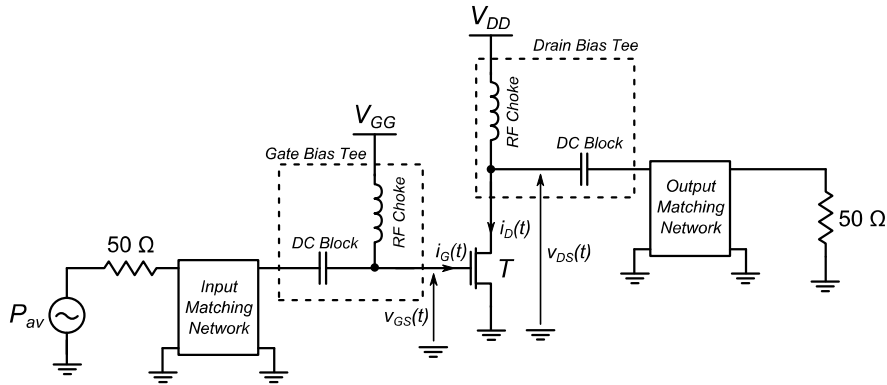 V_DD
Drain Bias Tee
RF Choke
DC Block
V_GG
Gate Bias Tee
RF Choke
DC Block
50 Ω
P_av
Input
Matching
Network
i_G(t)
v_GS(t)
T
i_D(t)
v_DS(t)
Output
Matching
Network
50 Ω